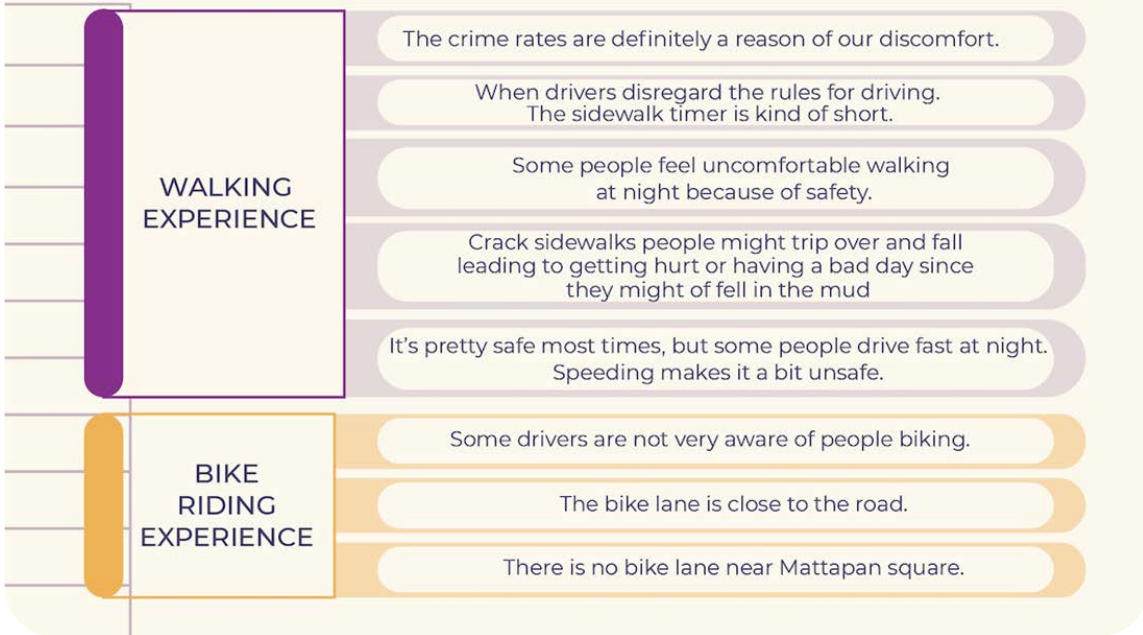 WALKING
EXPERIENCE
The crime rates are definitely a reason of our discomfort.
When drivers disregard the rules for driving.
The sidewalk timer is kind of short.
Some people feel uncomfortable walking
at night because of safety.
Crack sidewalks people might trip over and fall
leading to getting hurt or having a bad day since
they might of fell in the mud
It’s pretty safe most times, but some people drive fast at night.
Speeding makes it a bit unsafe.
BIKE
RIDING
EXPERIENCE
Some drivers are not very aware of people biking.
The bike lane is close to the road.
There is no bike lane near Mattapan square.